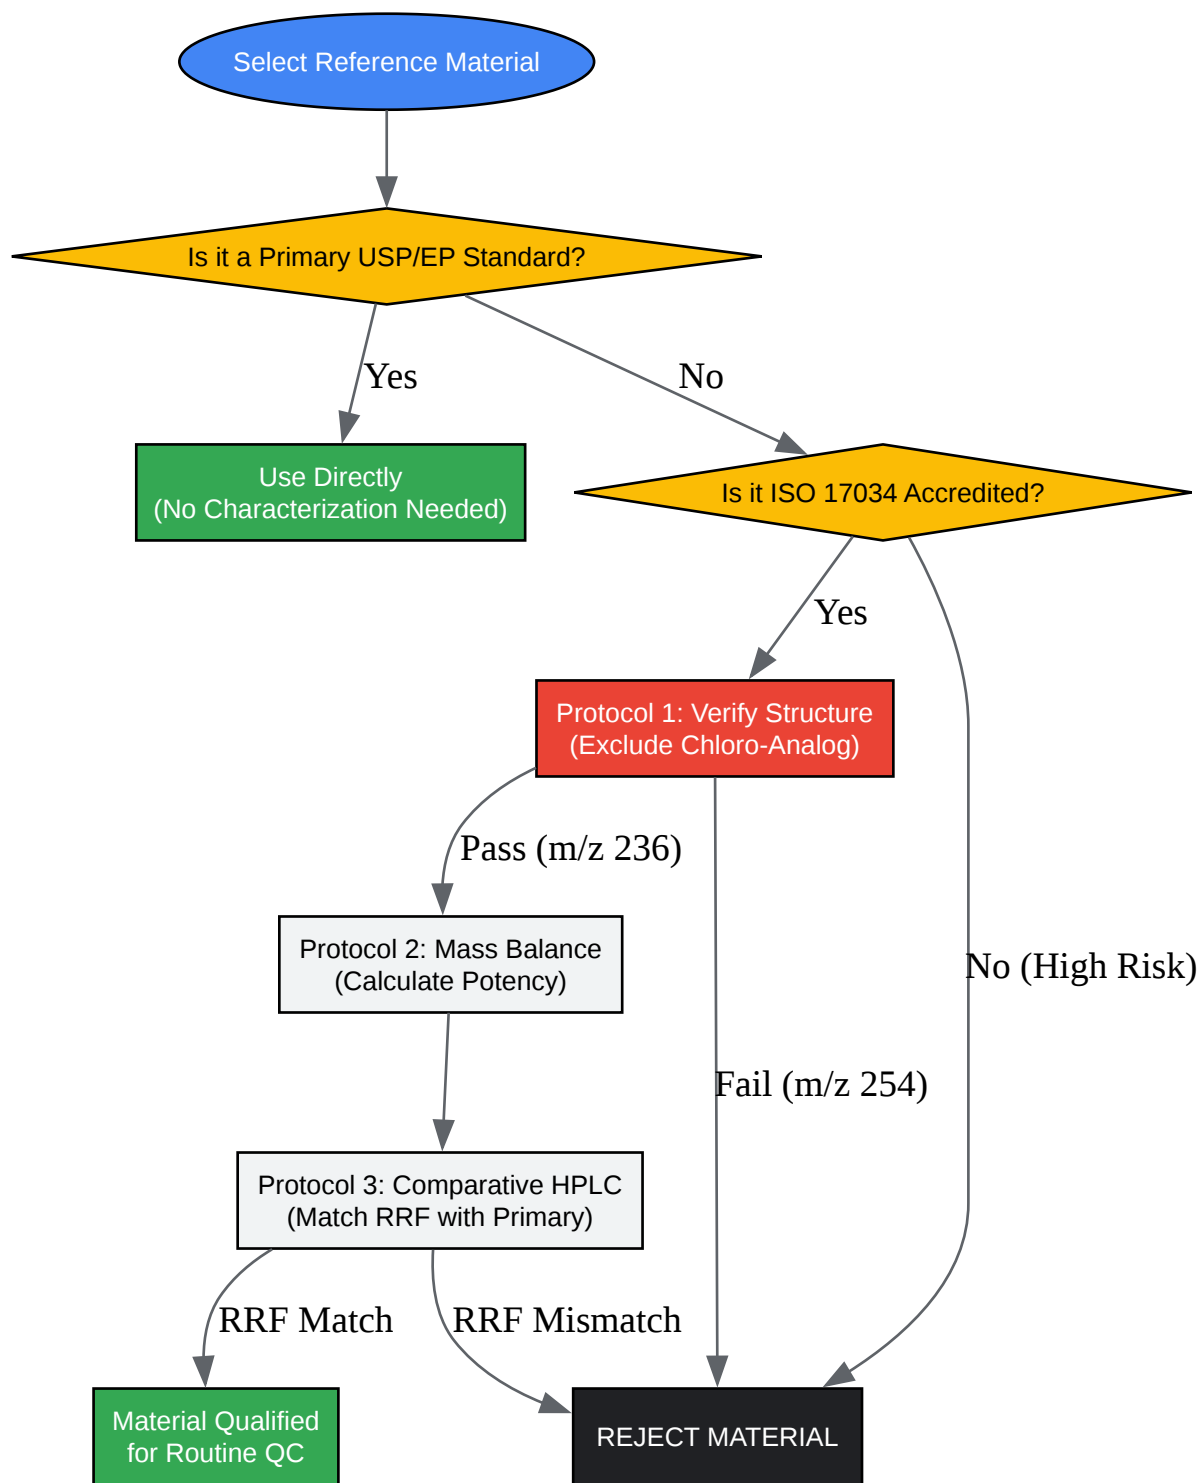 Select Reference Material
Is it a Primary USP/EP Standard?
Yes
No
Use Directly
(No Characterization Needed)
Is it ISO 17034 Accredited?
Yes
Protocol 1: Verify Structure
(Exclude Chloro-Analog)
Pass (m/z 236)
Protocol 2: Mass Balance
(Calculate Potency)
No (High Risk)
Fail (m/z 254)
Protocol 3: Comparative HPLC
(Match RRF with Primary)
RRF Match
RRF Mismatch
Material Qualified
for Routine QC
REJECT MATERIAL